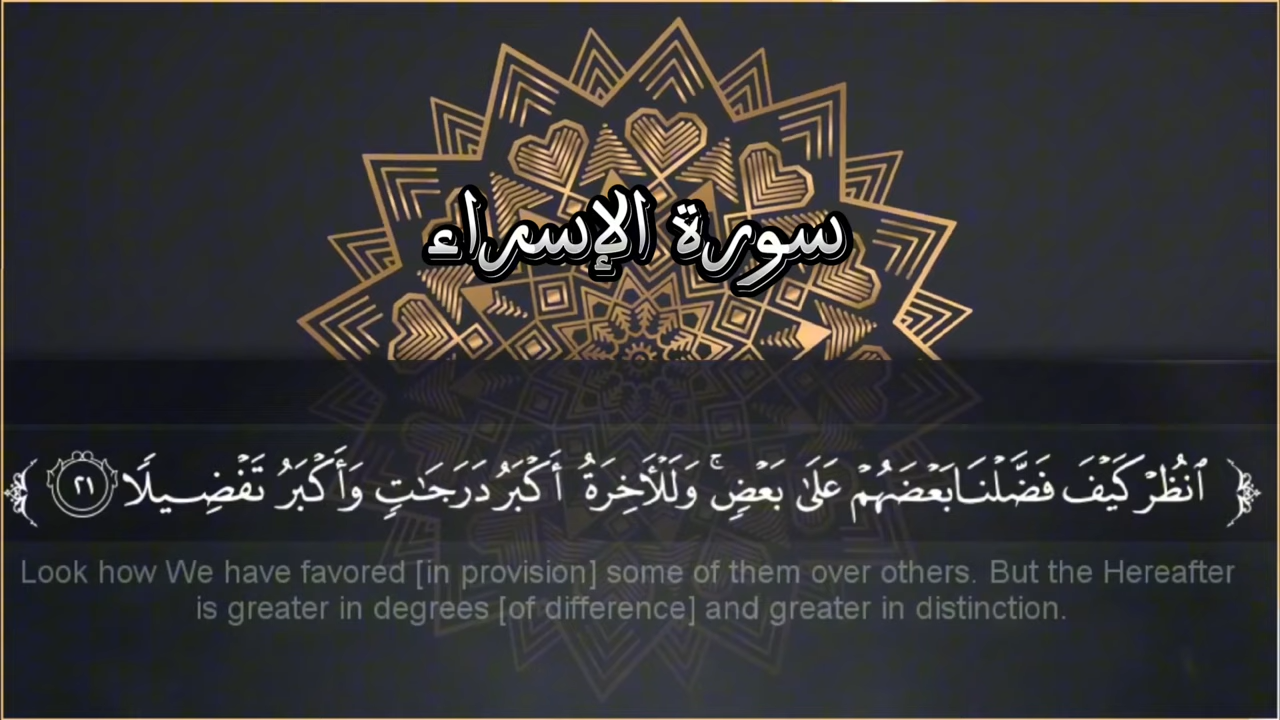 سورة الإسراء
ٱنظُرْ كَيْفَ فَضَّلْنَا بَعْضَهُمْ عَلَىٰ بَعْضٍ ۚ وَلَلْـَٔاخِرَةُ أَكْبَرُ دَرَجَـٰتٍ وَأَكْبَرُ تَفْضِيلًا ٢١
Look how We have favored [in provision] some of them over others. But the Hereafter
is greater in degrees [of difference] and greater in distinction.